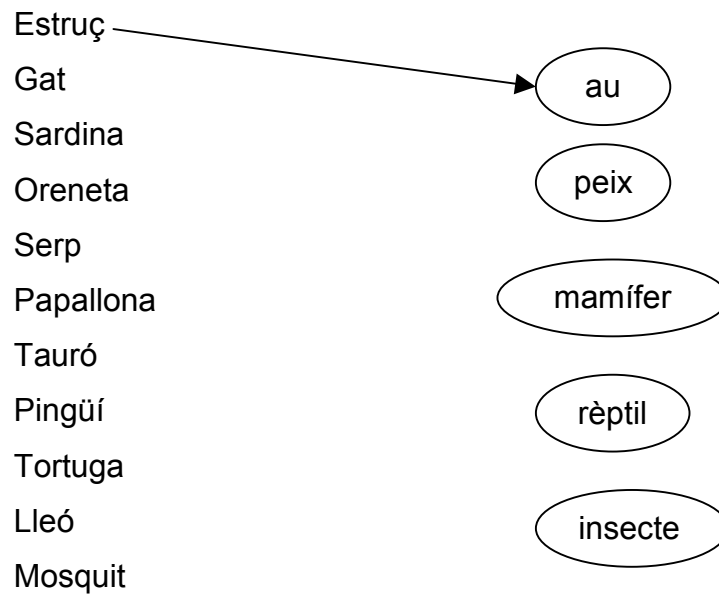 Estruç
Gat
Sardina
Oreneta
Serp
Papallona
Tauró
Pingüí
Tortuga
Lleó
Mosquit
au
peix
mamífer
rèptil
insecte